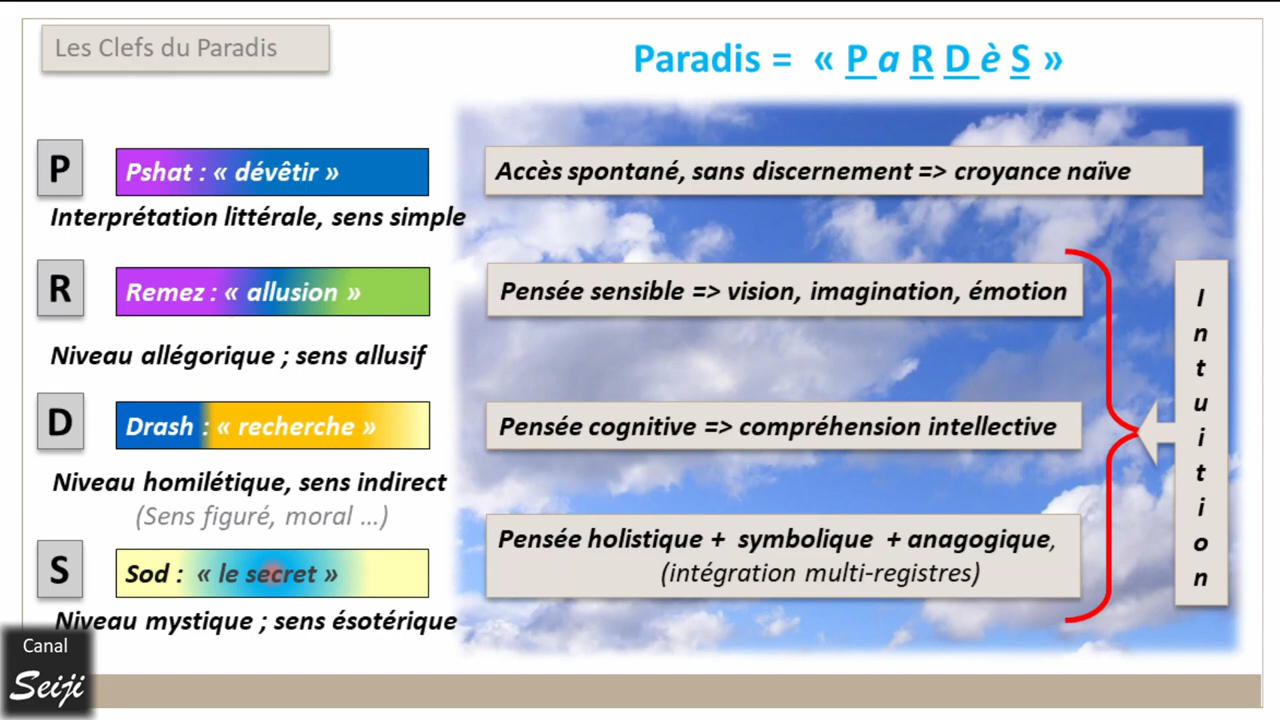 Les Clefs du Paradis
Paradis = « P a R D è S »
P
Pshat : « dévêtir »
Accès spontané, sans discernement => croyance naïve
Interprétation littérale, sens simple
R
Remez : « allusion »
Pensée sensible => vision, imagination, émotion
Niveau allégorique ; sens allusif
D
Drash : « recherche »
Pensée cognitive => compréhension intellective
Niveau homilétique, sens indirect
(Sens figuré, moral ...)
S
Sod : « le secret »
Pensée holistique + symbolique + anagogique,
(intégration multi-registres)
Niveau mystique ; sens ésotérique
Intuition
Canal
Seiji